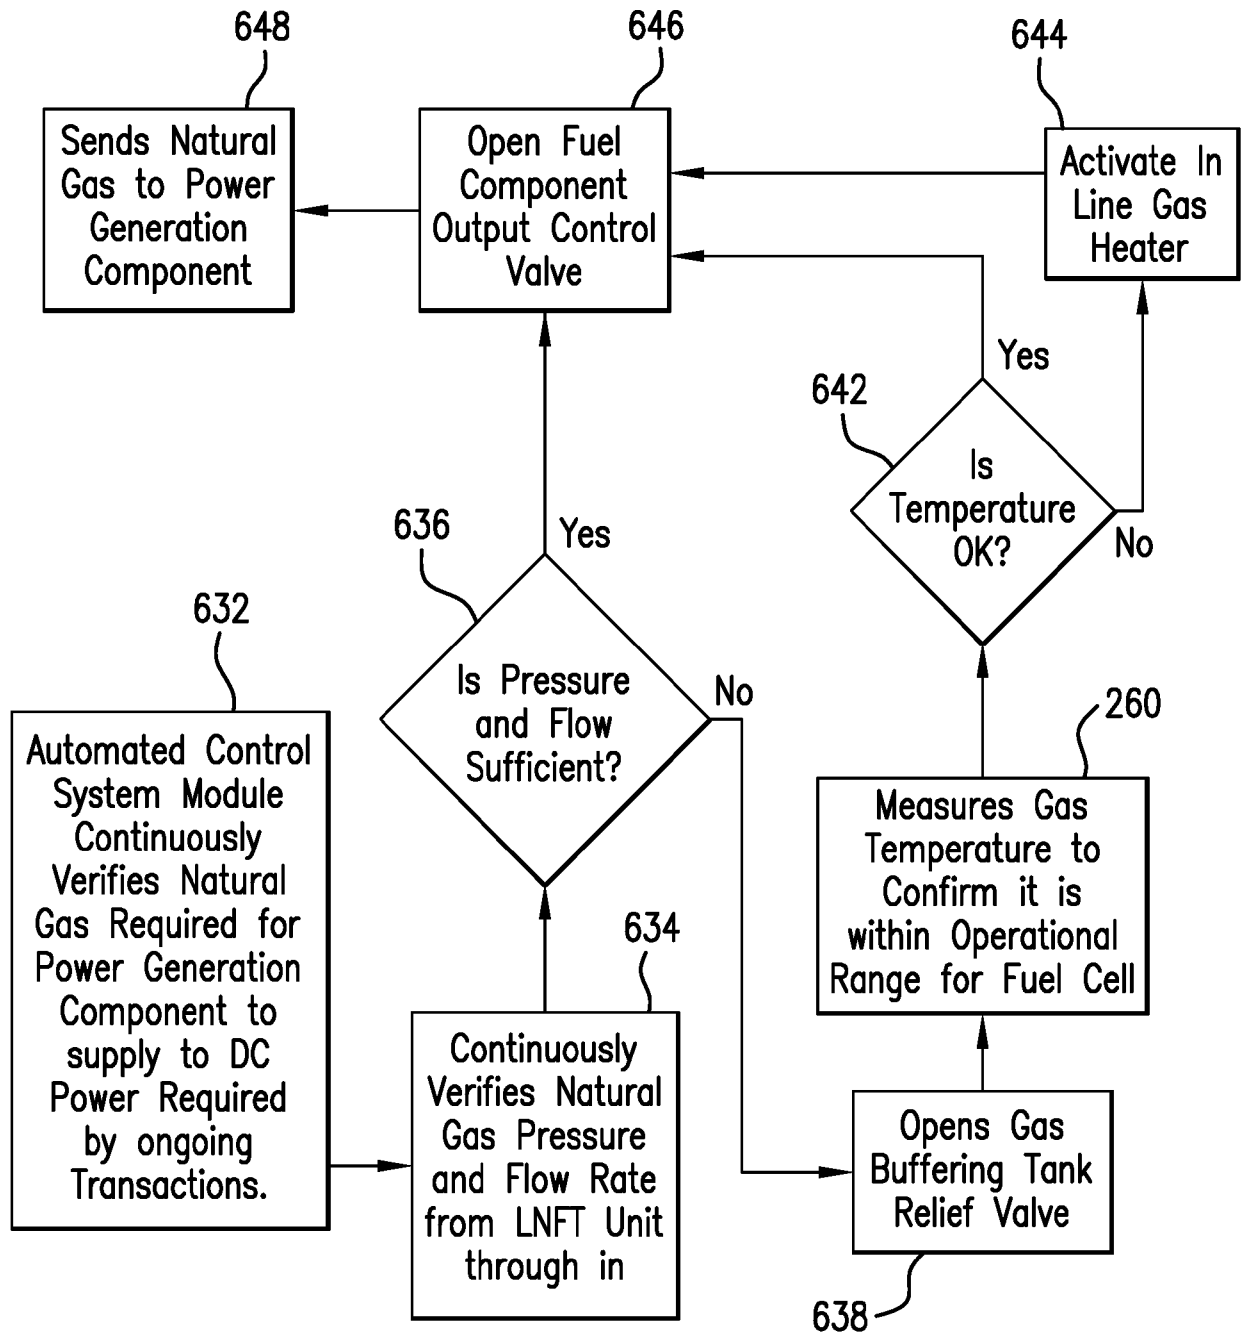 648
646
644
Sends Natural
Gas to Power
Generation
Component
Open Fuel
Component
Output Control
Valve
Activate In
Line Gas
Heater
Yes
642
Is
Temperature
OK?
No
636
Yes
Is Pressure
and Flow
Sufficient?
No
632
Automated Control
System Module
Continuously
Verifies Natural
Gas Required for
Power Generation
Component to
supply to DC
Power Required
by ongoing
Transactions.
260
Measures Gas
Temperature to
Confirm it is
within Operational
Range for Fuel Cell
634
Continuously
Verifies Natural
Gas Pressure
and Flow Rate
from LNFT Unit
through in
Opens Gas
Buffering Tank
Relief Valve
638